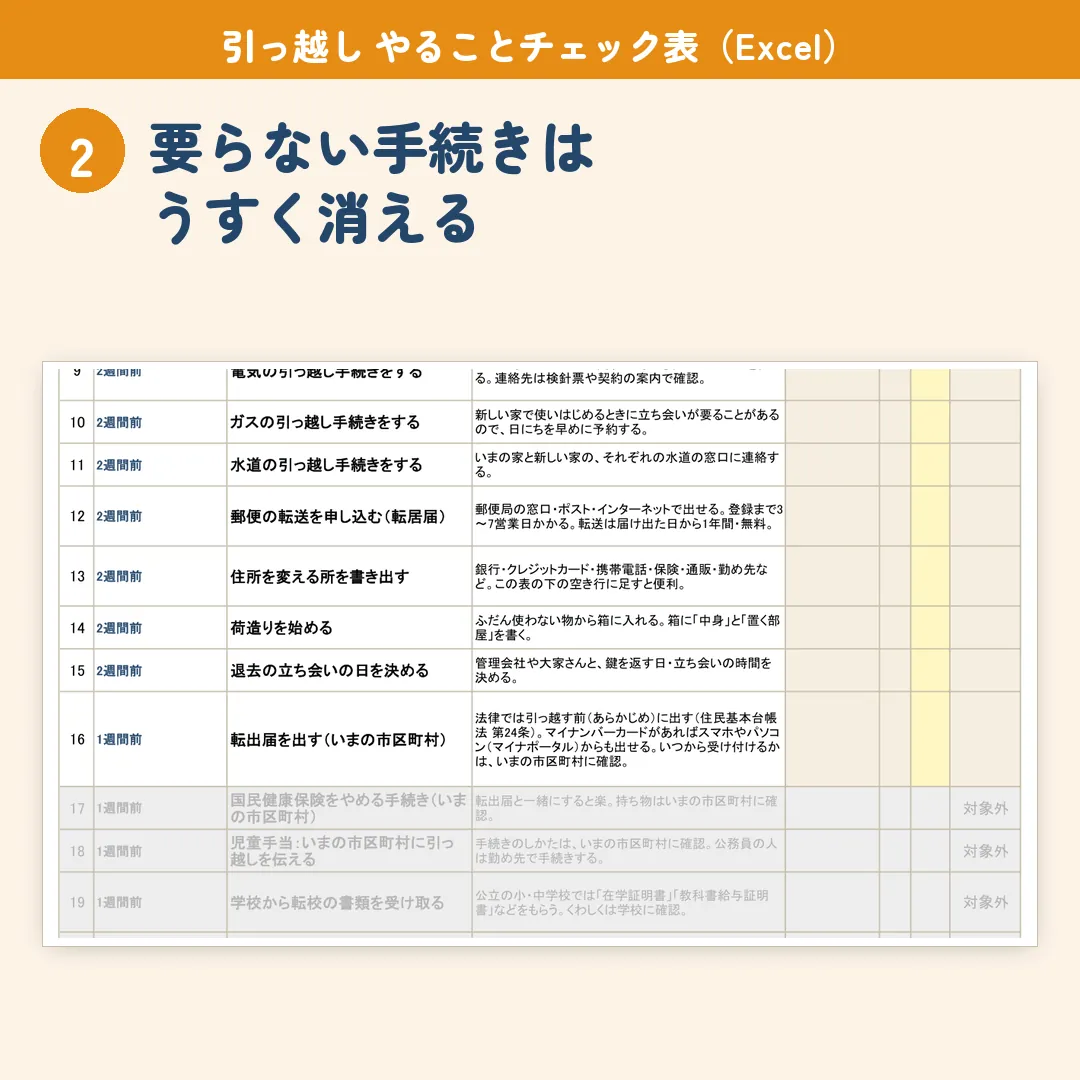 引っ越し やることチェック表（Excel）
2
要らない手続きは
うすく消える
9 2週間前 電気の引っ越し手続きをする
る。連絡先は検針票や契約の案内で確認。
10 2週間前 ガスの引っ越し手続きをする
新しい家で使いはじめるときに立ち会いが要ることがある
ので、日にちを早めに予約する。
11 2週間前 水道の引っ越し手続きをする
いまの家と新しい家の、それぞれの水道の窓口に連絡す
る。
12 2週間前 郵便の転送を申し込む（転居届）
郵便局の窓口・ポスト・インターネットで出せる。登録まで3
～7営業日かかる。転送は届け出た日から1年間・無料。
13 2週間前 住所を変える所を書き出す
銀行・クレジットカード・携帯電話・保険・通販・勤め先な
ど。この表の下の空き行に足すと便利。
14 2週間前 荷造りを始める
ふだん使わない物から箱に入れる。箱に「中身」と「置く部
屋」を書く。
15 2週間前 退去の立ち会いの日を決める
管理会社や大家さんと、鍵を返す日・立ち会いの時間を
決める。
16 1週間前 転出届を出す（いまの市区町村）
法律では引っ越す前（あらかじめ）に出す（住民基本台帳
法 第24条）。マイナンバーカードがあればスマホやパソコ
ン（マイナポータル）からも出せる。いつから受け付けるか
は、いまの市区町村に確認。
17 1週間前 国民健康保険をやめる手続き（いま
の市区町村）
転出届と一緒にすると楽。持ち物はいまの市区町村に確
認。
対象外
18 1週間前 児童手当：いまの市区町村に引っ
越しを伝える
手続きのしかたは、いまの市区町村に確認。公務員の人
は勤め先で手続きする。
対象外
19 1週間前 学校から転校の書類を受け取る
公立の小・中学校では「在学証明書」「教科書給与証明
書」などをもらう。くわしくは学校に確認。
対象外